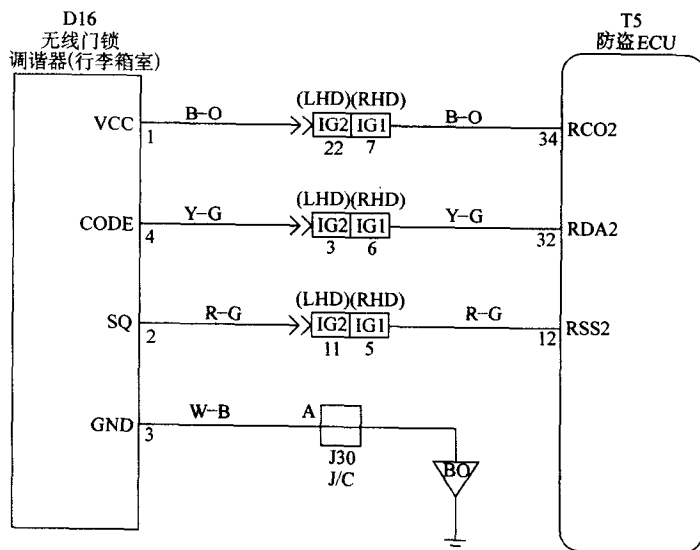 D16
无线门锁
调谐器(行李箱室)
T5
防盗ECU
(LHD)(RHD)
VCC 1 B-O IG2 IG1 B-O 34 RCO2
22 7
(LHD)(RHD)
CODE 4 Y-G IG2 IG1 Y-G 32 RDA2
3 6
(LHD)(RHD)
SQ 2 R-G IG2 IG1 R-G 12 RSS2
11 5
GND 3 W-B A
J30
J/C
BO